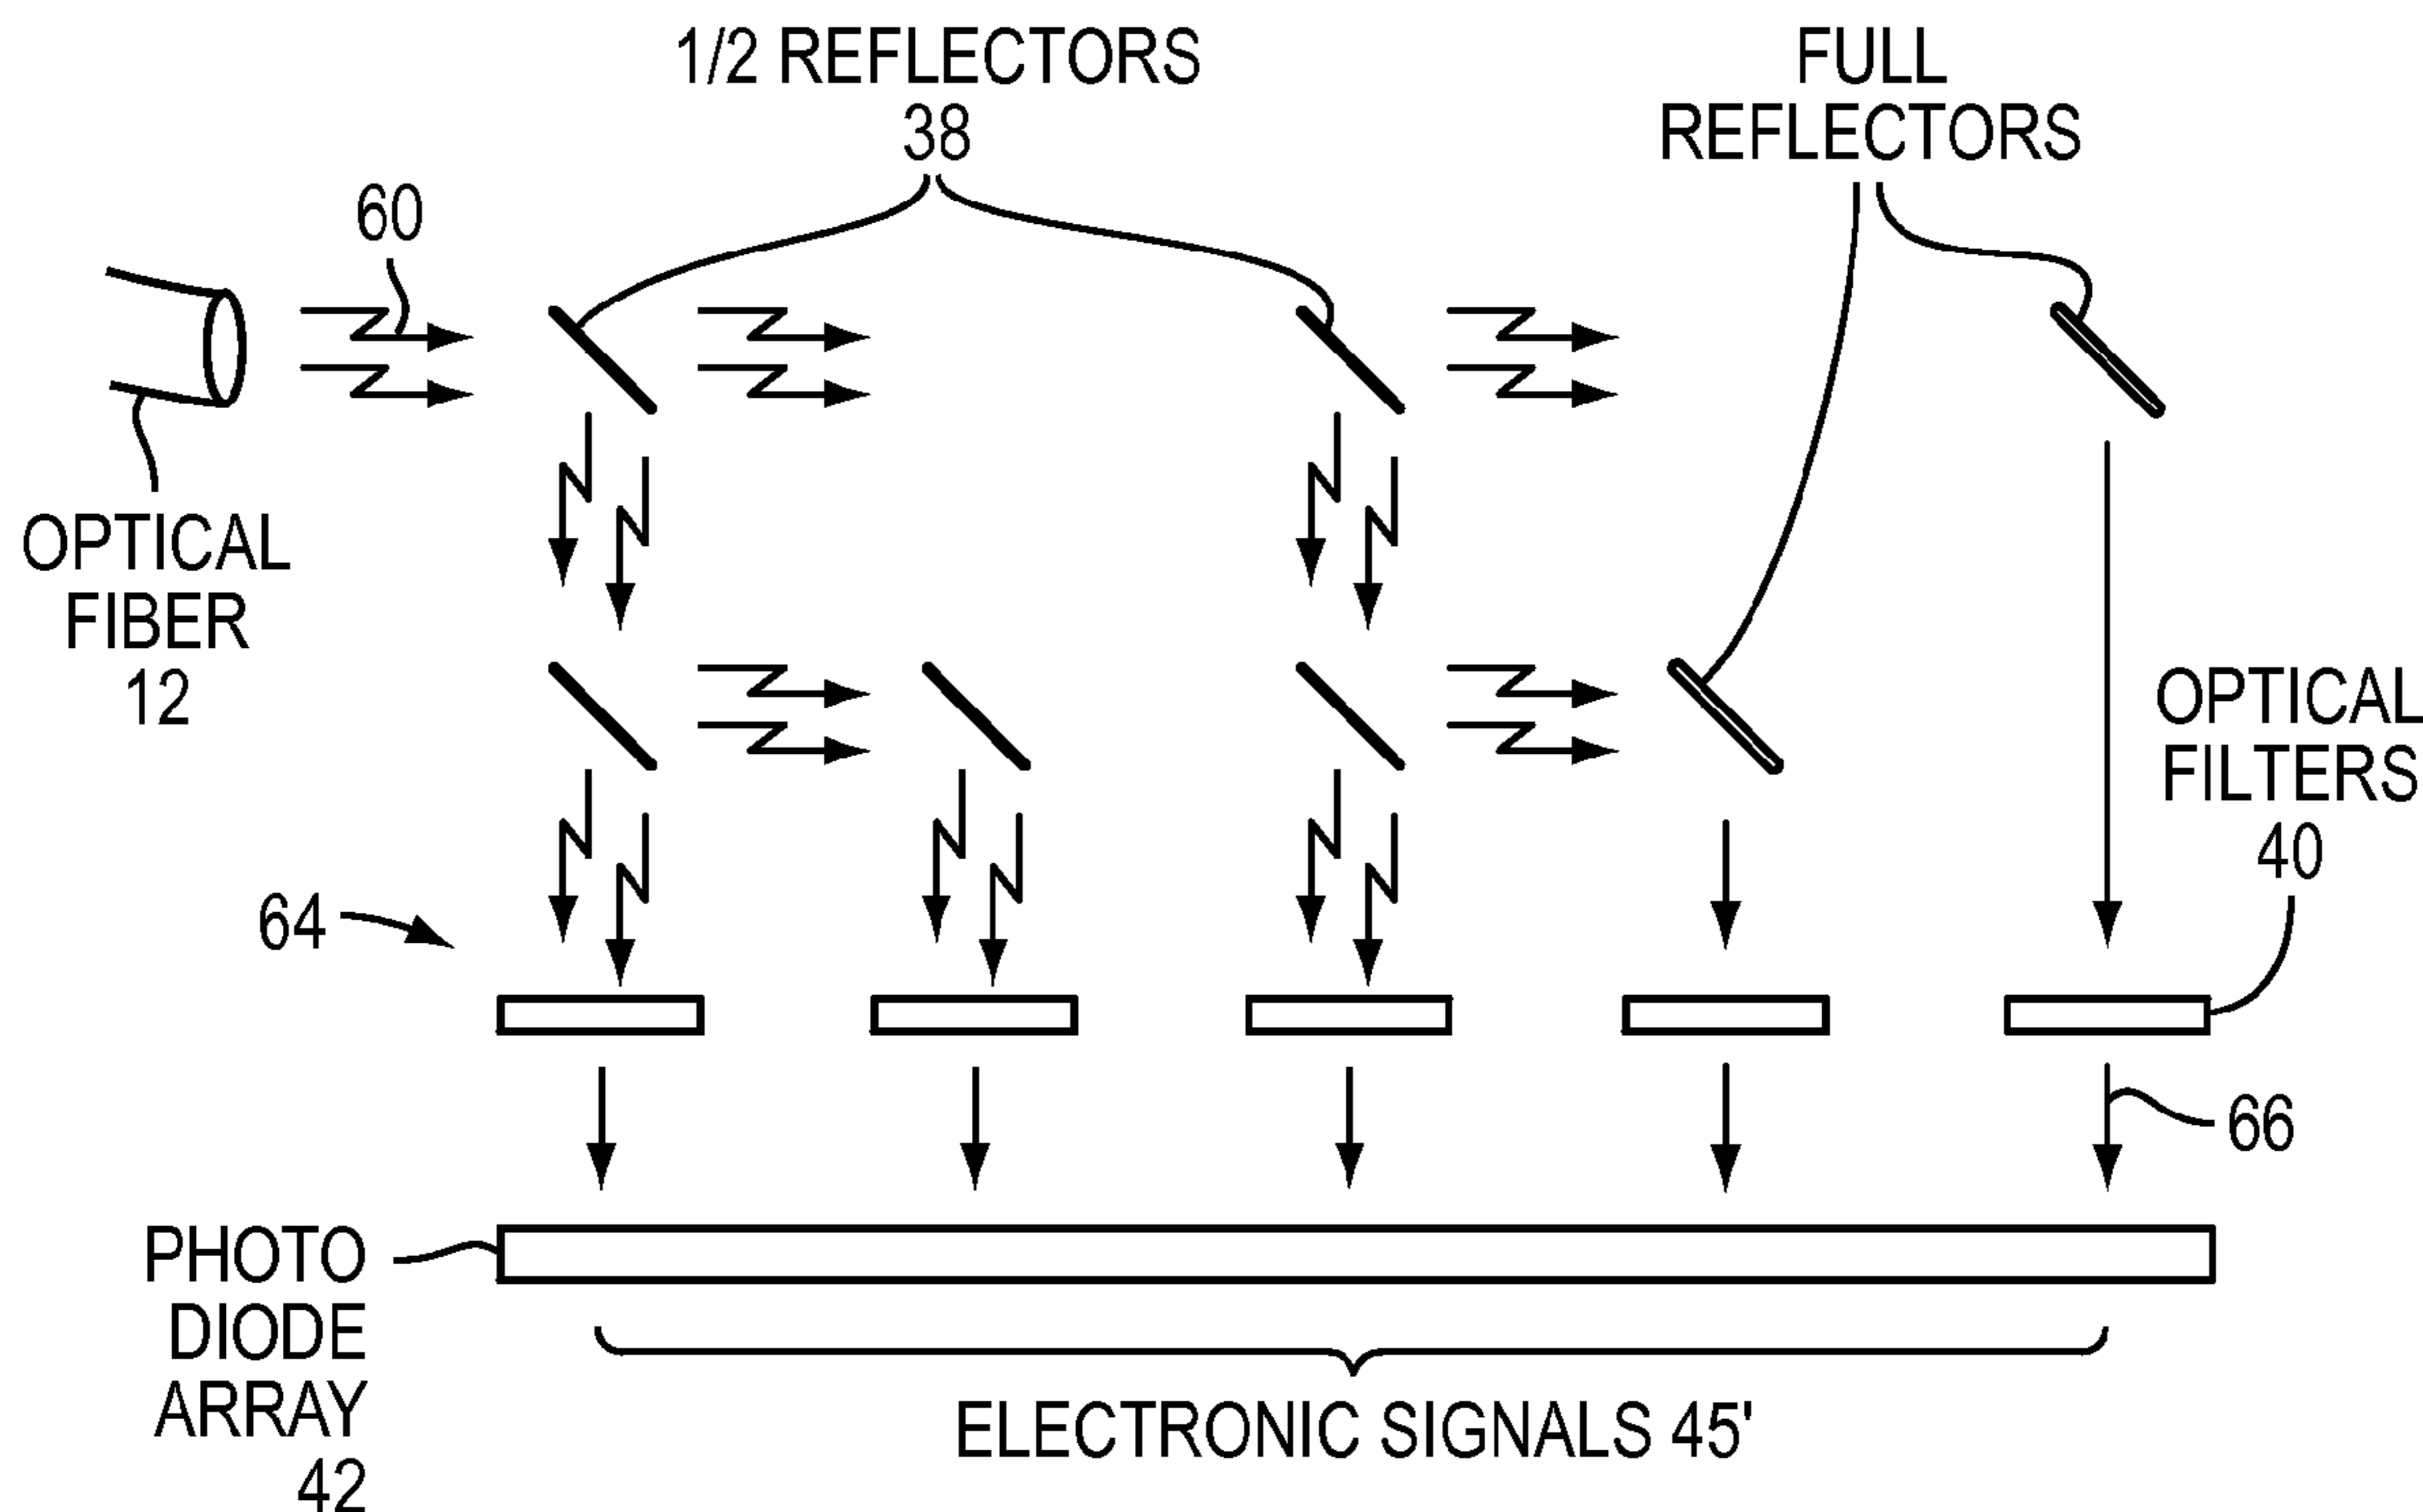 1/2 REFLECTORS
38
FULL
REFLECTORS
60
OPTICAL
FIBER
12
OPTICAL
FILTERS
40
64
66
PHOTO
DIODE
ARRAY
42
ELECTRONIC SIGNALS 45'